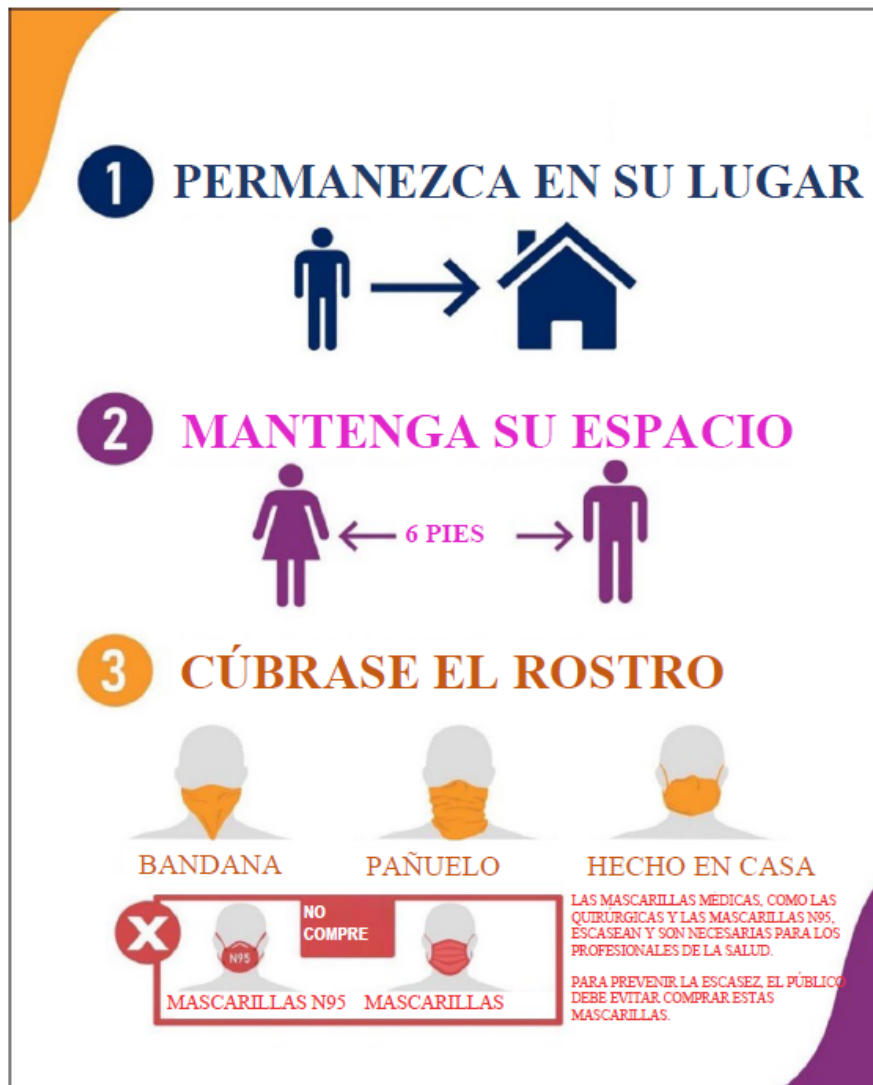 1 PERMANEZCA EN SU LUGAR
2 MANTENGA SU ESPACIO
6 PIES
3 CÚBRASE EL ROSTRO
BANDANA
PAÑUELO
HECHO EN CASA
X
NO
COMPRE
N95
MASCARILLAS N95
MASCARILLAS
LAS MASCARILLAS MÉDICAS, COMO LAS
QUIRÚRGICAS Y LAS MASCARILLAS N95,
ESCASEAN Y SON NECESARIAS PARA LOS
PROFESIONALES DE LA SALUD.
PARA PREVENIR LA ESCASEZ, EL PÚBLICO
DEBE EVITAR COMPRAR ESTAS
MASCARILLAS.